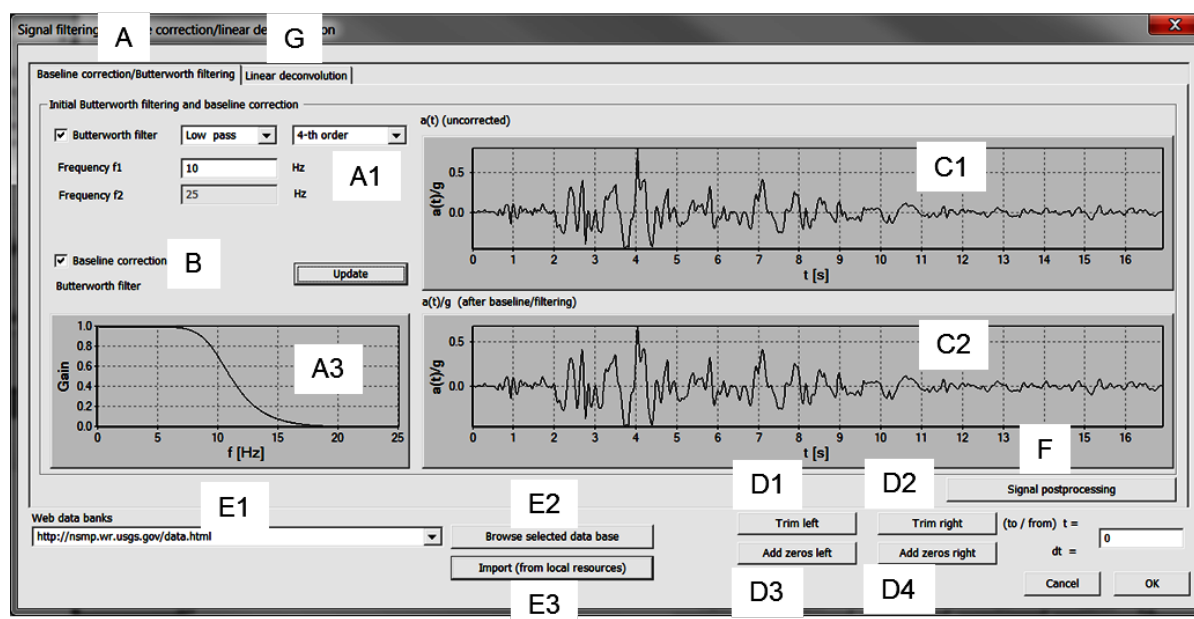 Signal filtering A e correction/linear de on
G
Baseline correction/Butterworth filtering Linear deconvolution
Initial Butterworth filtering and baseline correction
Butterworth filter Low pass 4-th order
Frequency f1 10 Hz
Frequency f2 25 Hz
A1
Baseline correction B
Update
Butterworth filter
1.0
0.8
0.6
0.4
0.2
0.0
Gain
A3
0 5 10 15 20 25
f [Hz]
a(t) (uncorrected)
C1
0.5
0.0
a(t)/g
0 1 2 3 4 5 6 7 8 9 10 11 12 13 14 15 16
t [s]
a(t)/g (after baseline/filtering)
C2
0.5
0.0
a(t)/g
0 1 2 3 4 5 6 7 8 9 10 11 12 13 15 16
t [s]
F
Signal postprocessing
E1
Web data banks
http://nsmp.wr.usgs.gov/data.html
E2
Browse selected data base
Import (from local resources)
E3
D1 D2
Trim left Trim right (to / from) t =
0
Add zeros left Add zeros right dt =
D3 D4
Cancel OK